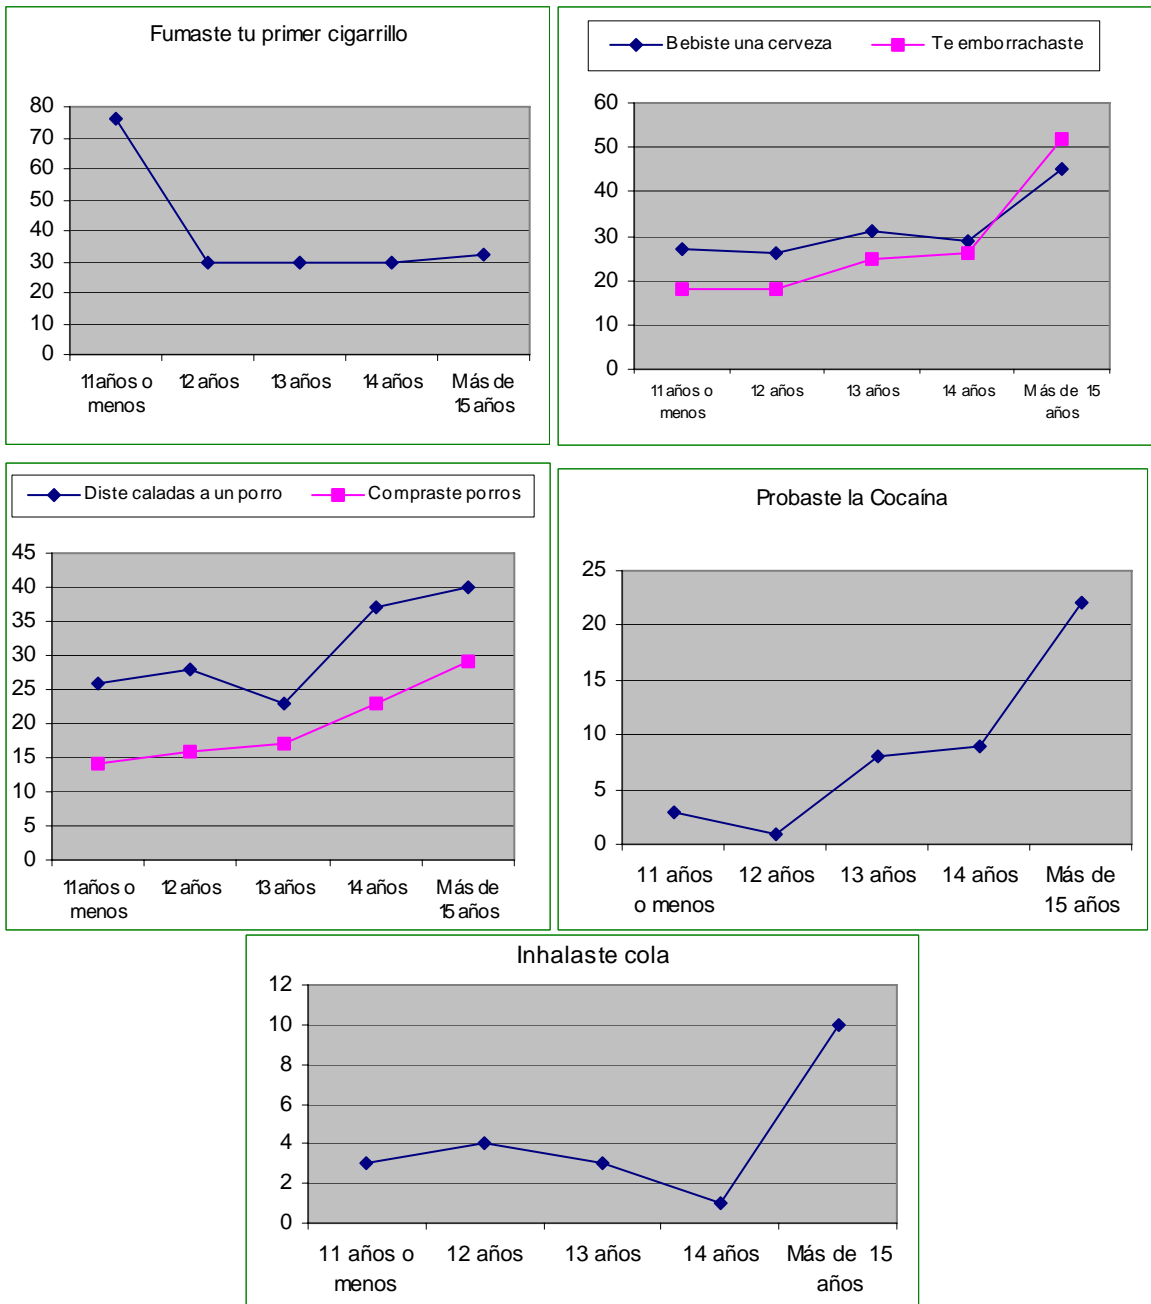 Fumaste tu primer cigarrillo
80
70
60
50
40
30
20
10
0
11 años o menos
12 años
13 años
14 años
Más de 15 años
Bebiste una cerveza
Te emborrachaste
60
50
40
30
20
10
0
11 años o menos
12 años
13 años
14 años
Más de 15 años
Diste caladas a un porro
Compraste porros
45
40
35
30
25
20
15
10
5
0
11 años o menos
12 años
13 años
14 años
Más de 15 años
Probaste la Cocaína
25
20
15
10
5
0
11 años o menos
12 años
13 años
14 años
Más de 15 años
Inhalaste cola
12
10
8
6
4
2
0
11 años o menos
12 años
13 años
14 años
Más de 15 años